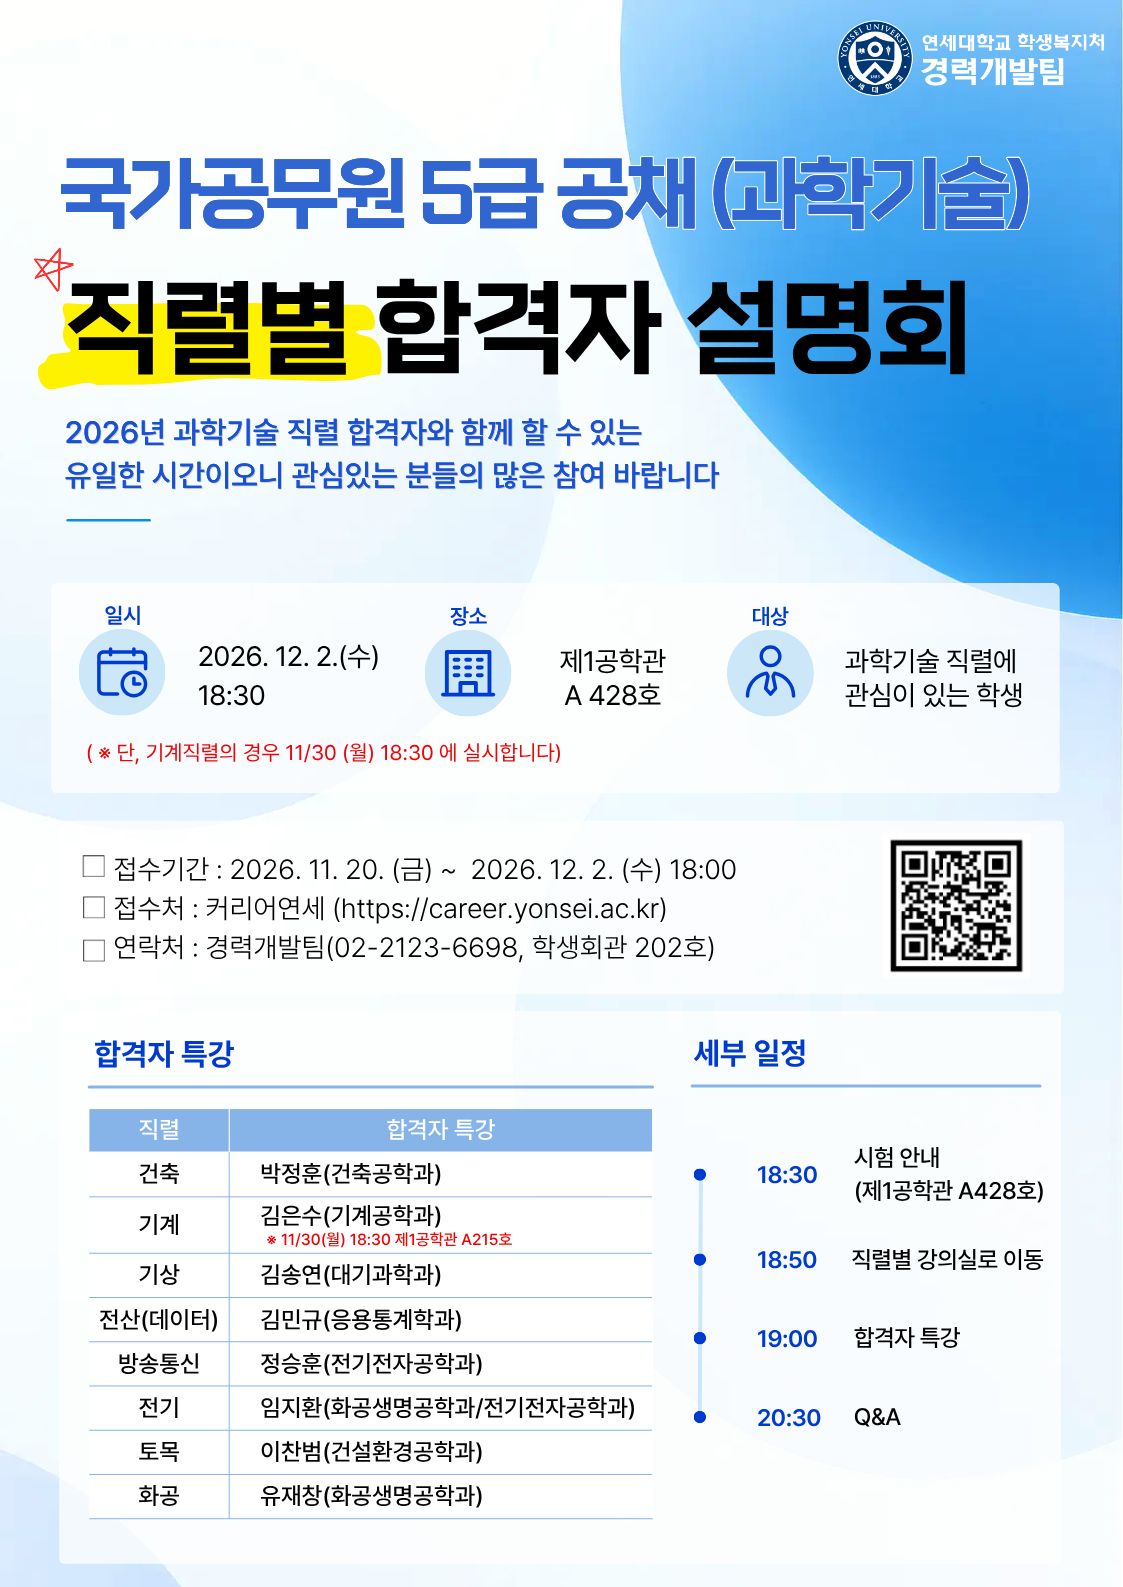 YONSEI UNIVERSITY
연세대학교
연세대학교 학생복지처
경력개발팀
국가공무원 5급 공채 (과학기술)
직렬별 합격자 설명회
2026년 과학기술 직렬 합격자와 함께 할 수 있는
유일한 시간이오니 관심있는 분들의 많은 참여 바랍니다
일시
2026. 12. 2.(수)
18:30
장소
제1공학관
A 428호
대상
과학기술 직렬에
관심이 있는 학생
( ※ 단, 기계직렬의 경우 11/30 (월) 18:30 에 실시합니다)
□ 접수기간 : 2026. 11. 20. (금) ~ 2026. 12. 2. (수) 18:00
□ 접수처 : 커리어연세 (https://career.yonsei.ac.kr)
□ 연락처 : 경력개발팀(02-2123-6698, 학생회관 202호)
합격자 특강
직렬 합격자 특강
건축 박정훈(건축공학과)
기계 김은수(기계공학과)
※ 11/30(월) 18:30 제1공학관 A215호
기상 김송연(대기과학과)
전산(데이터) 김민규(응용통계학과)
방송통신 정승훈(전기전자공학과)
전기 임지환(화공생명공학과/전기전자공학과)
토목 이찬범(건설환경공학과)
화공 유재창(화공생명공학과)
세부 일정
18:30 시험 안내
(제1공학관 A428호)
18:50 직렬별 강의실로 이동
19:00 합격자 특강
20:30 Q&A